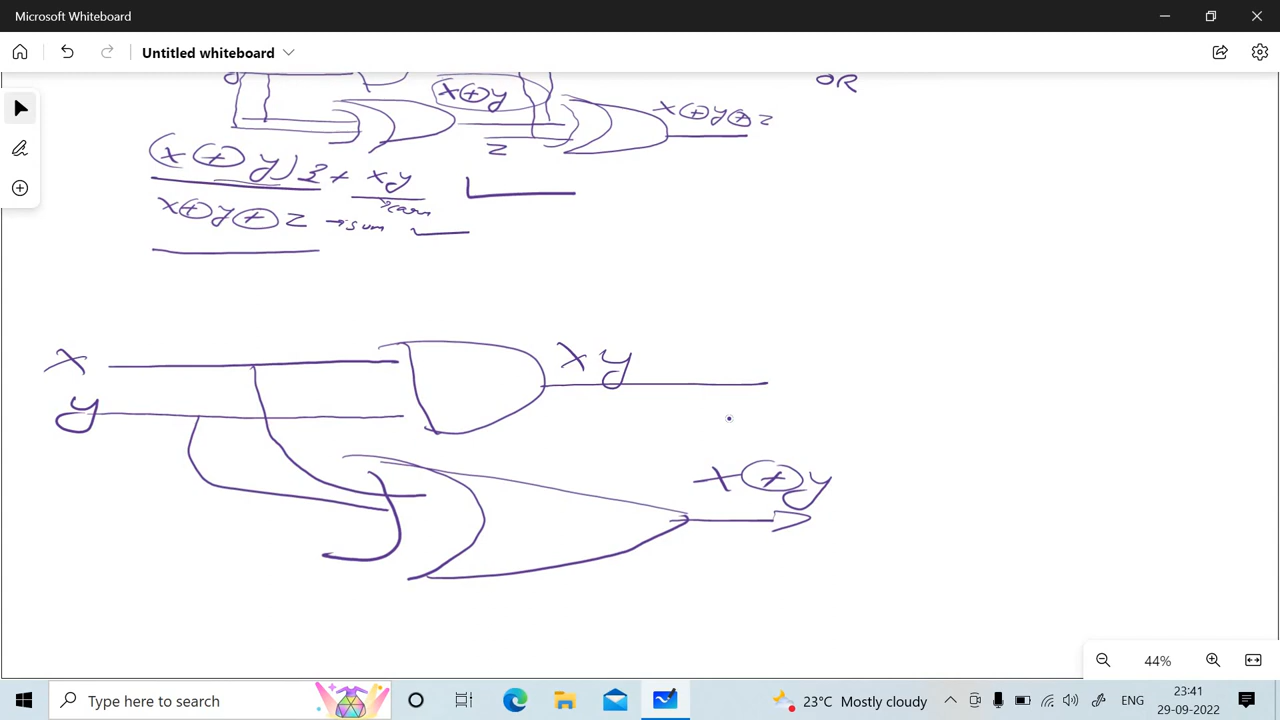 Microsoft Whiteboard
Untitled whiteboard
OR
x⊕y
x⊕y⊕z
z
(x⊕y)z + xy
carry
x⊕y⊕z → sum
x
xy
y
x⊕y
44%
Type here to search
23°C Mostly cloudy
ENG
23:41
29-09-2022